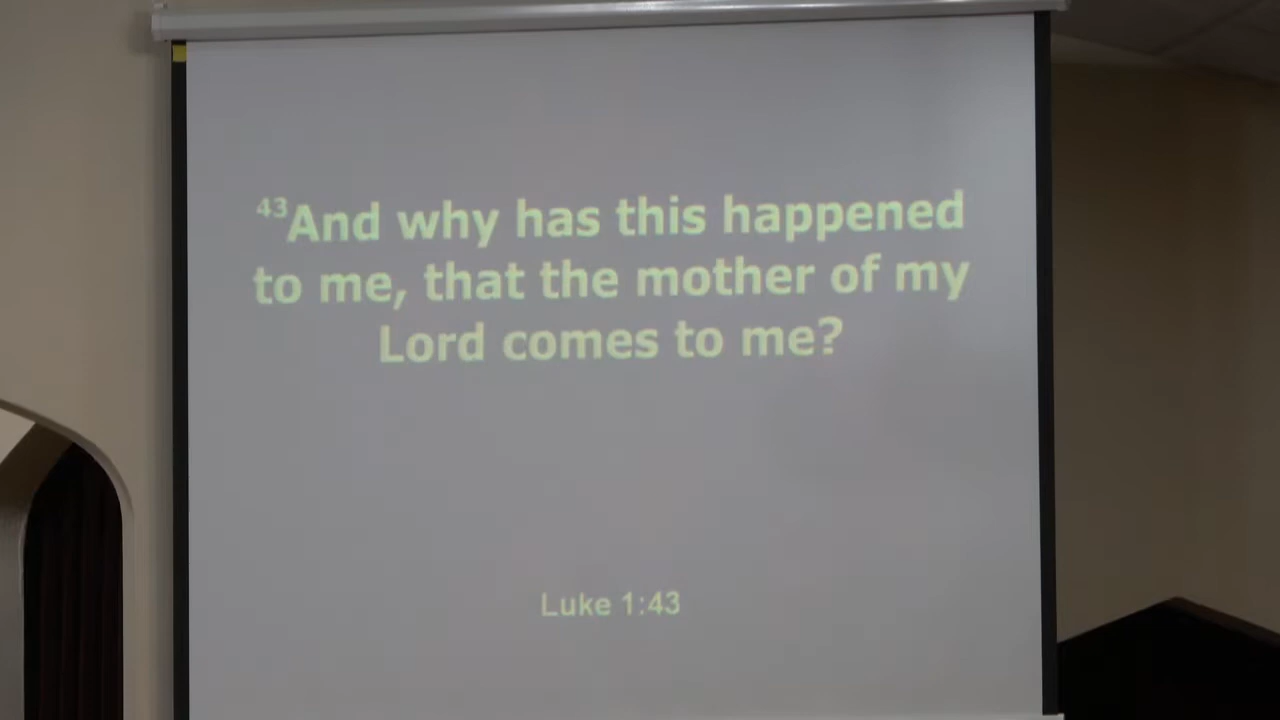 43And why has this happened
to me, that the mother of my
Lord comes to me?
Luke 1:43